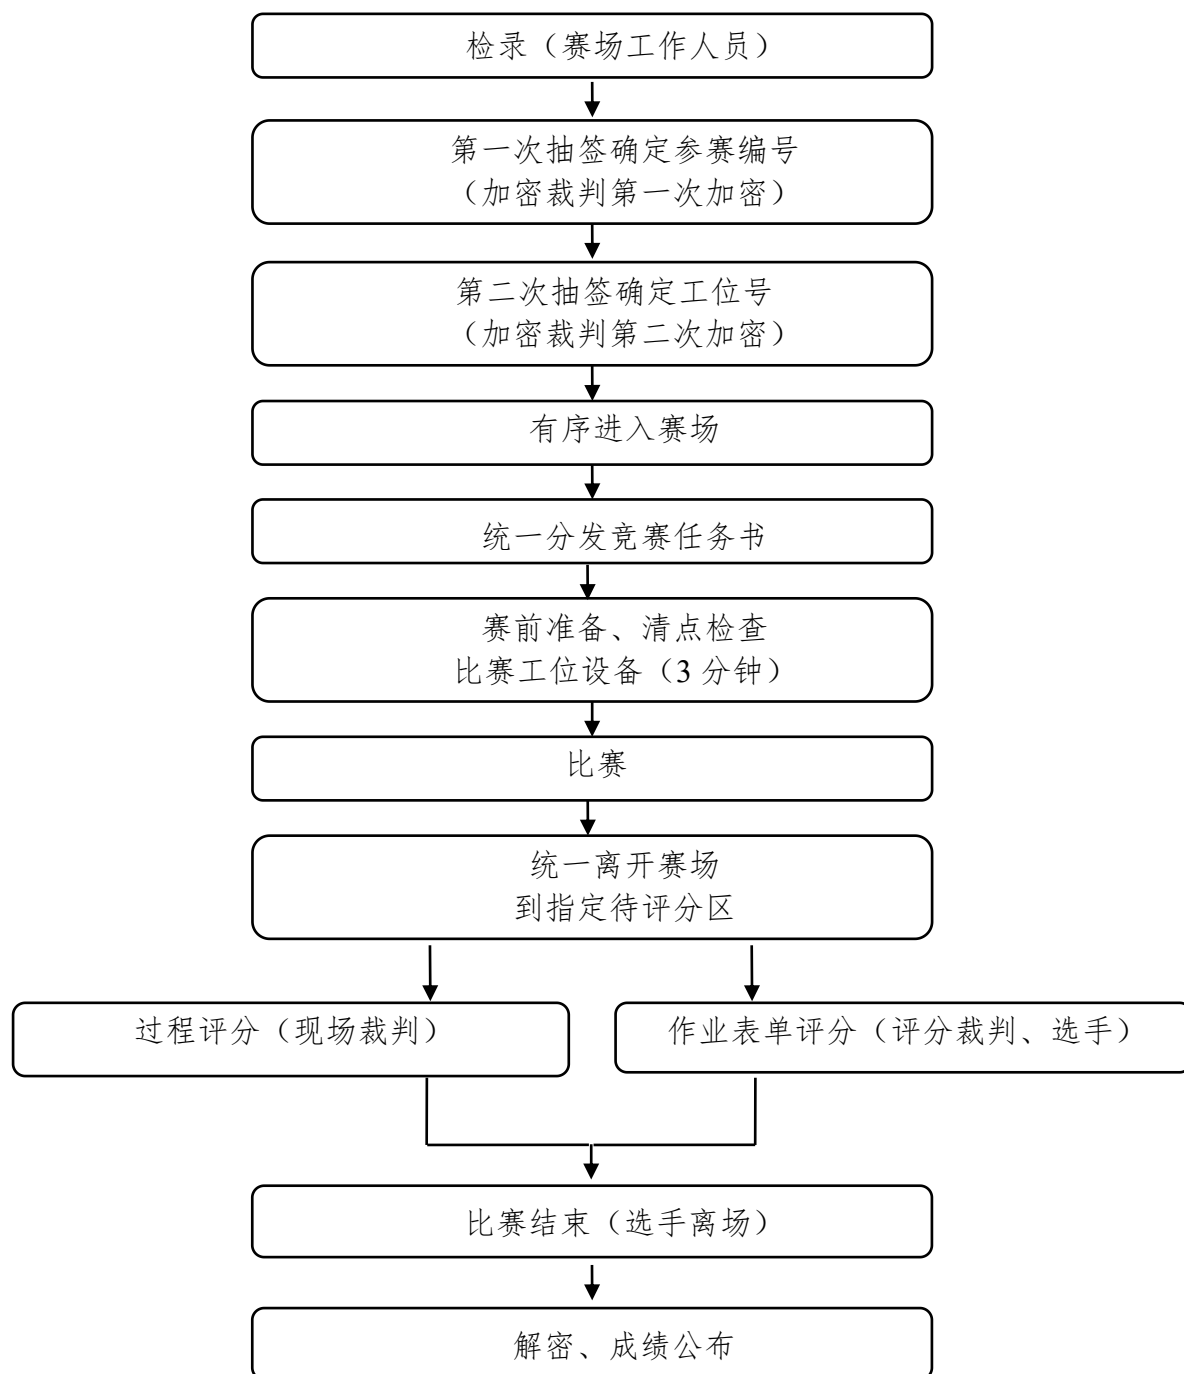 检录（赛场工作人员）
第一次抽签确定参赛编号
（加密裁判第一次加密）
第二次抽签确定工位号
（加密裁判第二次加密）
有序进入赛场
统一分发竞赛任务书
赛前准备、清点检查
比赛工位设备（3 分钟）
比赛
统一离开赛场
到指定待评分区
过程评分（现场裁判）
作业表单评分（评分裁判、选手）
比赛结束（选手离场）
解密、成绩公布